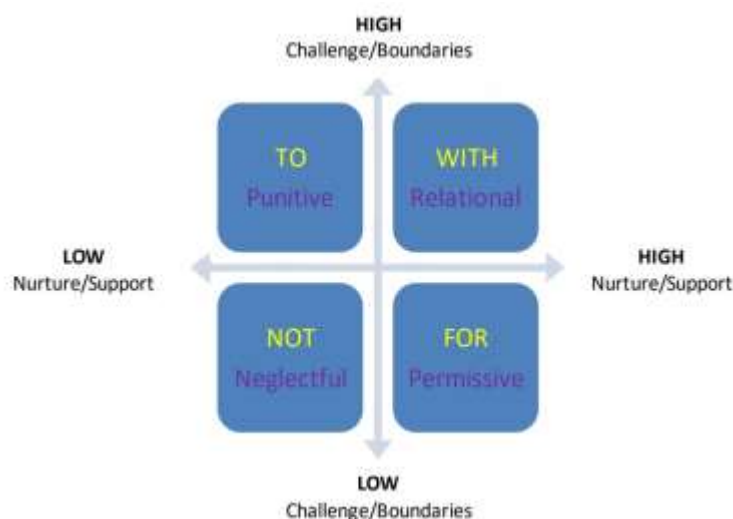 HIGH
Challenge/Boundaries
TO
Punitive
WITH
Relational
LOW
Nurture/Support
HIGH
Nurture/Support
NOT
Neglectful
FOR
Permissive
LOW
Challenge/Boundaries